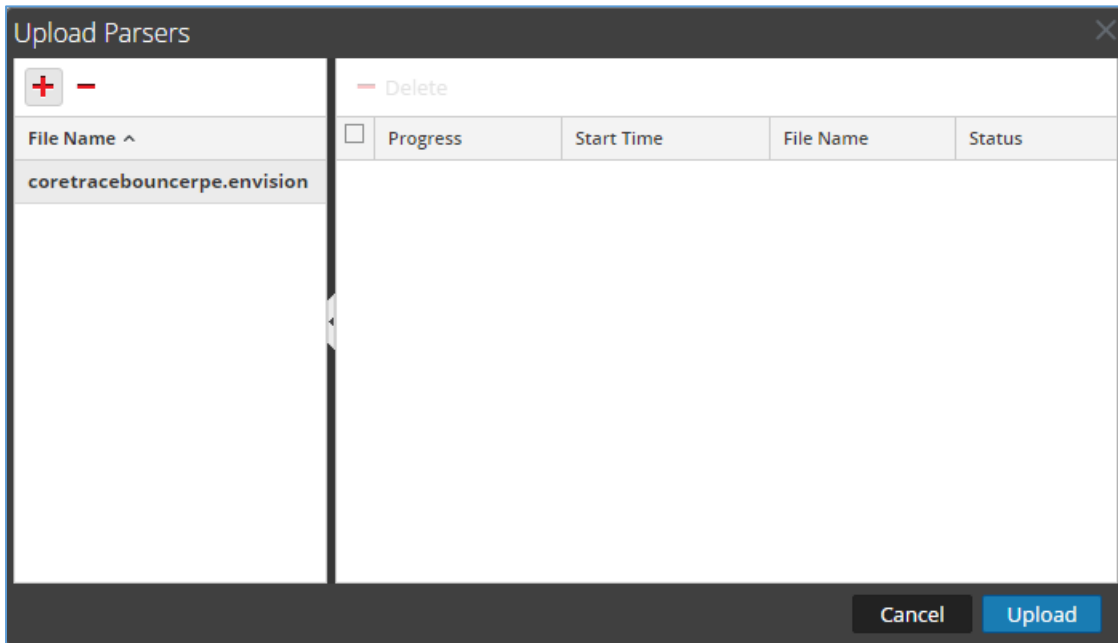 Upload Parsers
Delete
File Name
Progress Start Time File Name Status
coretracebouncerpe.envision
Cancel Upload